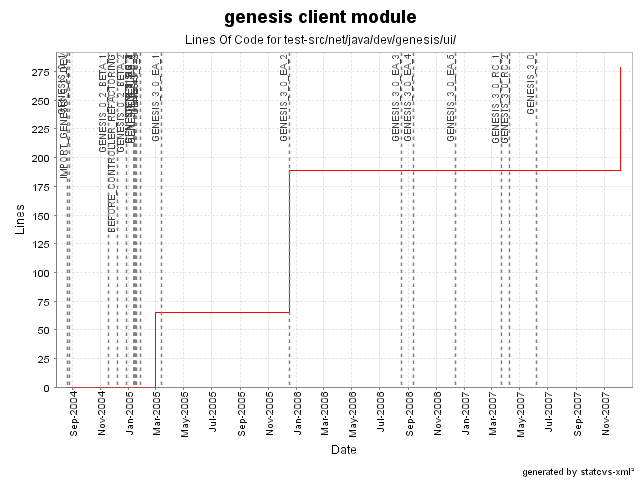 genesis client module
Lines Of Code for test-src/net/java/dev/genesis/ui/
Lines
275
250
225
200
175
150
125
100
75
50
25
0
BEFORE_CONTROLLER_REFACTORING
GENESIS_3_0_EA_1
GENESIS_3_0_EA_2
GENESIS_3_0_EA_3
GENESIS_3_0_EA_4
GENESIS_3_0_EA_5
GENESIS_3_0_RC_1
GENESIS_3_0_RC_2
GENESIS_3_0
Sep-2004
Nov-2004
Jan-2005
Mar-2005
May-2005
Jul-2005
Sep-2005
Nov-2005
Jan-2006
Mar-2006
May-2006
Jul-2006
Sep-2006
Nov-2006
Jan-2007
Mar-2007
May-2007
Jul-2007
Sep-2007
Nov-2007
Date
generated by statcvs-xml²